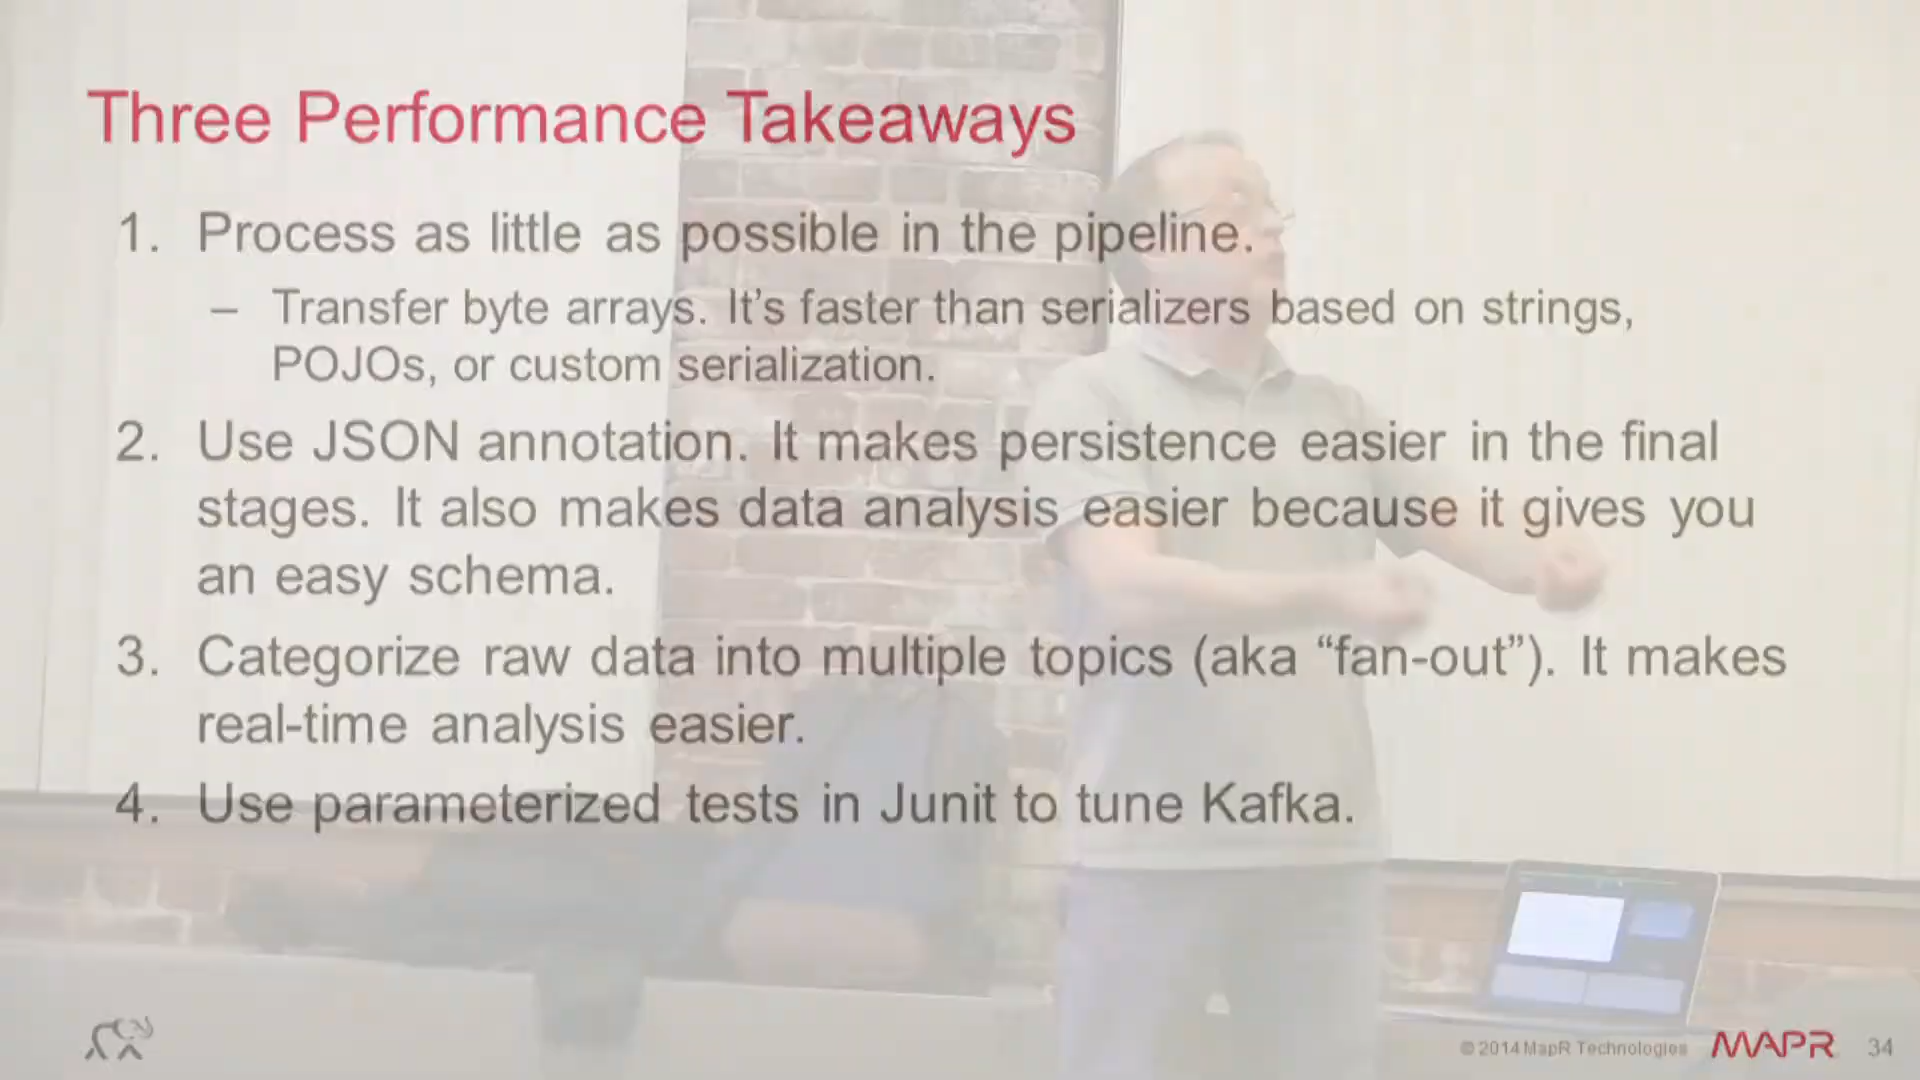 Three Performance Takeaways
1. Process as little as possible in the pipeline.
– Transfer byte arrays. It’s faster than serializers based on strings,
POJOs, or custom serialization.
2. Use JSON annotation. It makes persistence easier in the final
stages. It also makes data analysis easier because it gives you
an easy schema.
3. Categorize raw data into multiple topics (aka “fan-out”). It makes
real-time analysis easier.
4. Use parameterized tests in Junit to tune Kafka.
© 2014 MapR Technologies MAPR 34